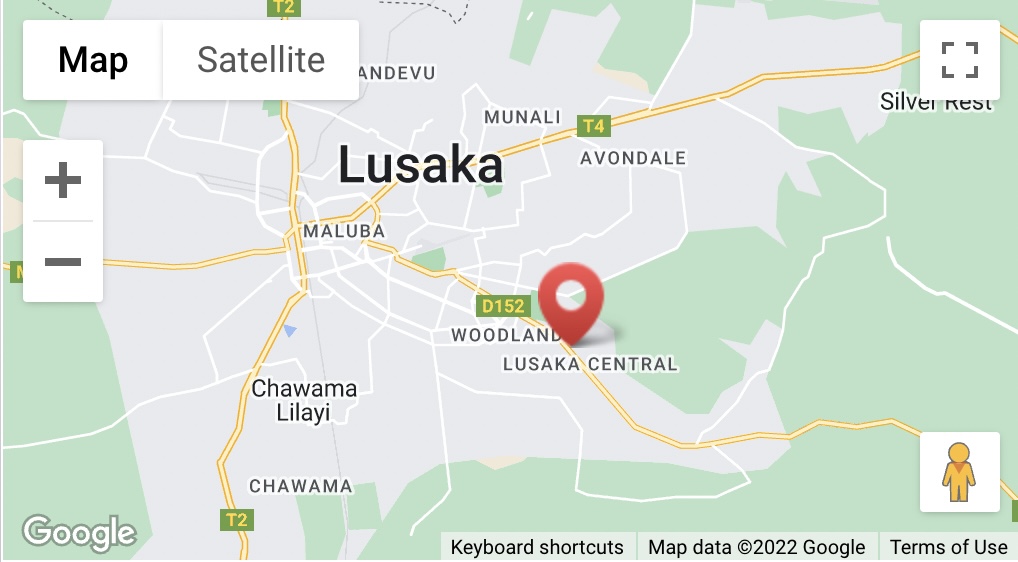 T2
Map
Satellite
ANDEVU
Silver Rest
MUNALI
T4
AVONDALE
Lusaka
MALUBA
M
D152
WOODLAND
LUSAKA CENTRAL
Chawama
Lilayi
CHAWAMA
T2
Google
Keyboard shortcuts
Map data ©2022 Google
Terms of Use